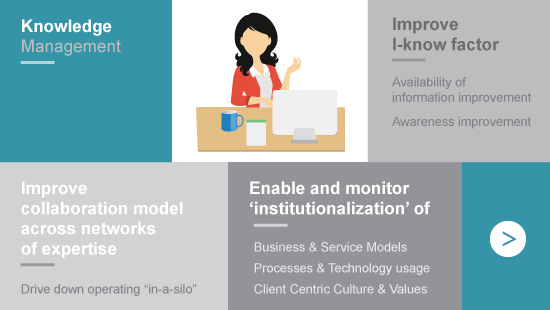 Knowledge
Management
Improve
I-know factor
Availability of
information improvement
Awareness improvement
Improve
collaboration model
across networks
of expertise
Drive down operating “in-a-silo”
Enable and monitor
‘institutionalization’ of
Business & Service Models
Processes & Technology usage
Client Centric Culture & Values
>